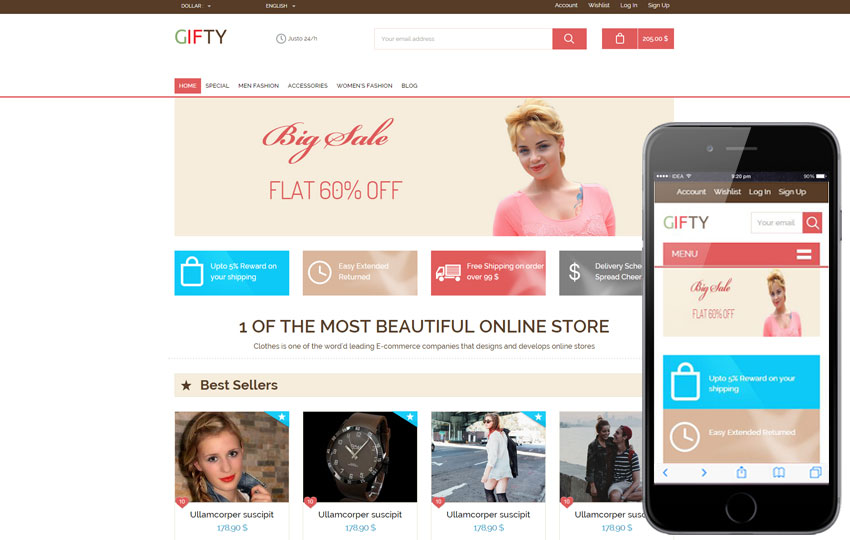 DOLLAR
ENGLISH
Account Wishlist Log In Sign Up
GIFTY
Justo 24/h
Your email address
205.00 $
HOME SPECIAL MEN FASHION ACCESSORIES WOMEN'S FASHION BLOG
Big Sale
FLAT 60% OFF
Upto 5% Reward on
your shipping
Easy Extended
Returned
Free Shipping on order
over 99 $
$
Delivery Sche
Spread Cheer
1 OF THE MOST BEAUTIFUL ONLINE STORE
Clothes is one of the word'd leading E-commerce companies that designs and develops online stores
Best Sellers
10
Ullamcorper suscipit
178.90 $
Ullamcorper suscipit
178.90 $
10
Ullamcorper suscipit
178.90 $
10
Ullamcorper
178.90 $
IDEA
9:20 pm
90%
Account Wishlist Log In Sign Up
GIFTY
Your email
MENU
Big Sale
FLAT 60% OFF
Upto 5% Reward on your
shipping
Easy Extended Returned